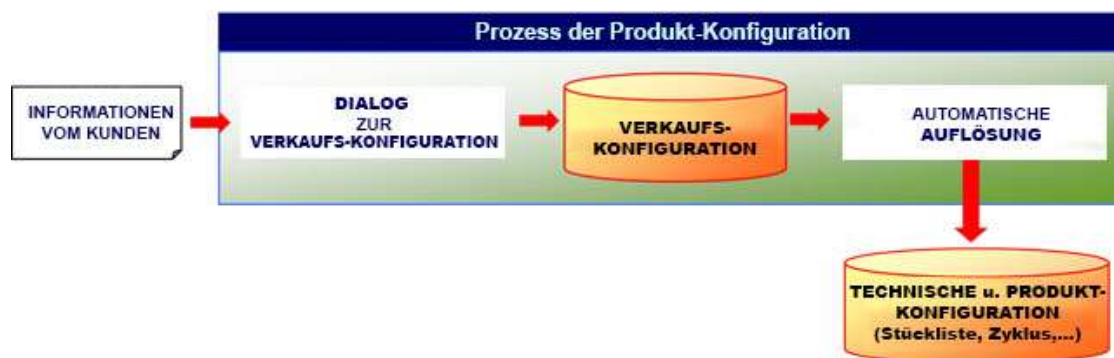 Prozess der Produkt-Konfiguration
INFORMATIONEN
VOM KUNDEN
DIALOG
ZUR
VERKAUFS-KONFIGURATION
VERKAUFS-
KONFIGURATION
AUTOMATISCHE
AUFLÖSUNG
TECHNISCHE u. PRODUKT-
KONFIGURATION
(Stückliste, Zyklus,...)